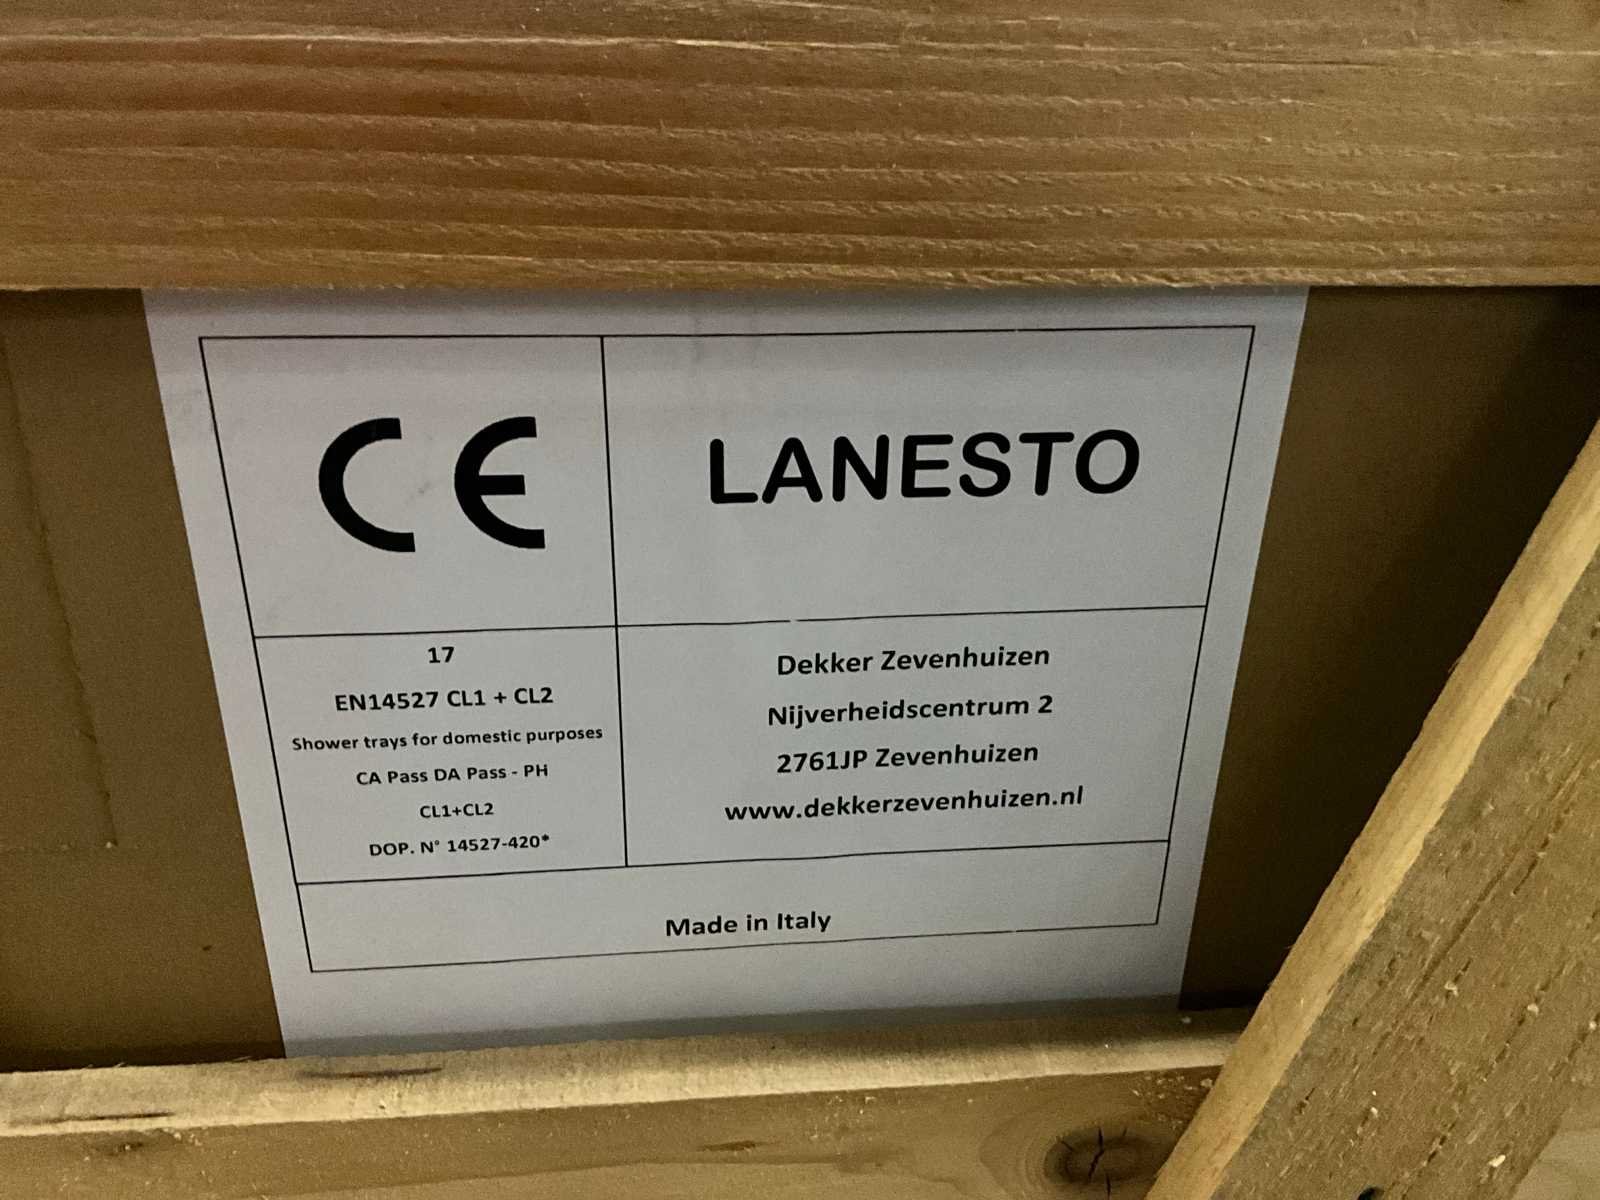 CE
LANESTO
17
EN14527 CL1 + CL2
Shower trays for domestic purposes
CA Pass DA Pass - PH
CL1+CL2
DOP. N° 14527-420*
Dekker Zevenhuizen
Nijverheidscentrum 2
2761JP Zevenhuizen
www.dekkerzevenhuizen.nl
Made in Italy